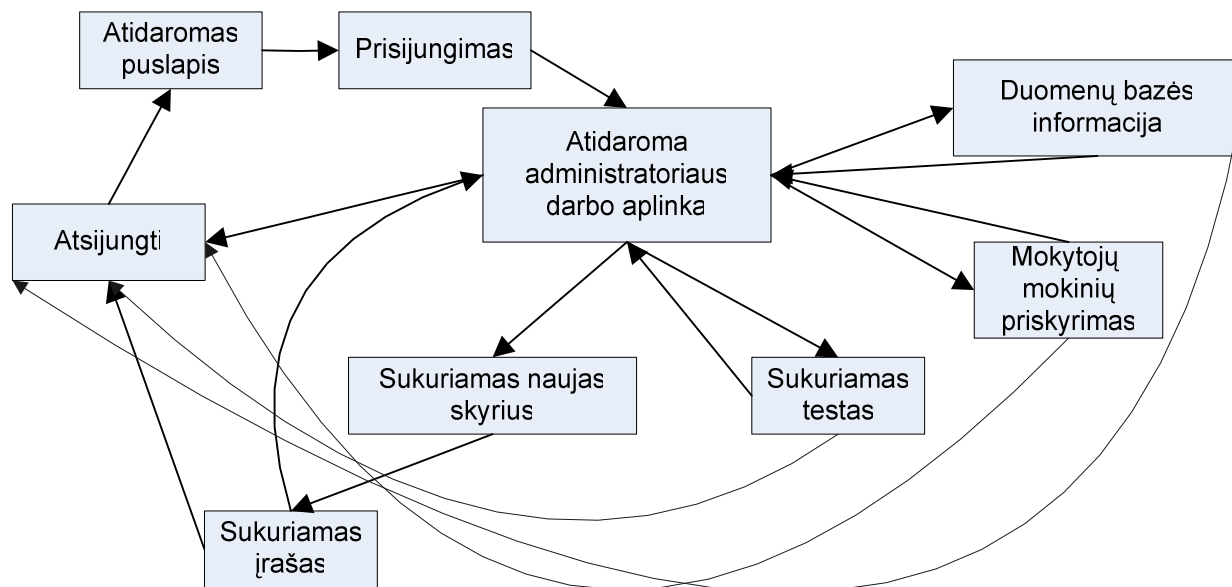 Atidaromas
puslapis
Prisijungimas
Duomenų bazės
informacija
Atidaroma
administratoriaus
darbo aplinka
Atsijungti
Mokytojų
mokinių
priskyrimas
Sukuriamas naujas
skyrius
Sukuriamas
testas
Sukuriamas
įrašas